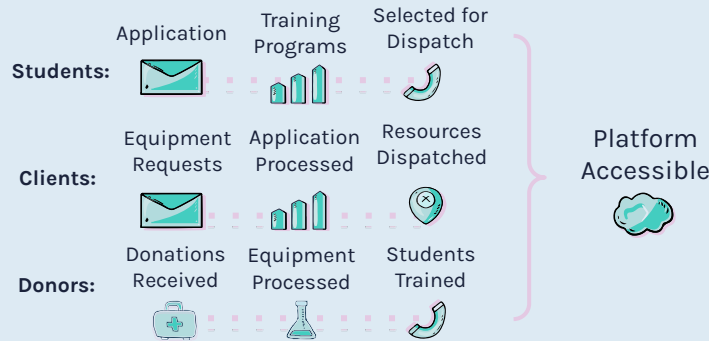 Students:
Application
Training
Programs
Selected for
Dispatch
Clients:
Equipment
Requests
Application
Processed
Resources
Dispatched
Donors:
Donations
Received
Equipment
Processed
Students
Trained
Platform
Accessible